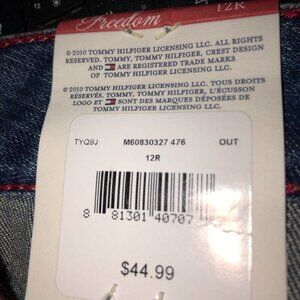 Freedom
12R
© 2010 TOMMY HILFIGER LICENSING LLC. ALL RIGHTS
RESERVED. TOMMY, TOMMY HILFIGER, CREST DESIGN
AND ARE REGISTERED TRADE MARKS
OF TOMMY HILFIGER LICENSING LLC.
© 2010 TOMMY HILFIGER LICENSING LLC. TOUS DROITS
RÉSERVÉS. TOMMY, TOMMY HILFIGER, L'ÉCUSSON
LOGO ET SONT DES MARQUES DÉPOSÉES DE
TOMMY HILFIGER LICENSING LLC.
TYQ9J M60830327 476 OUT
12R
8 81301 40707
$44.99